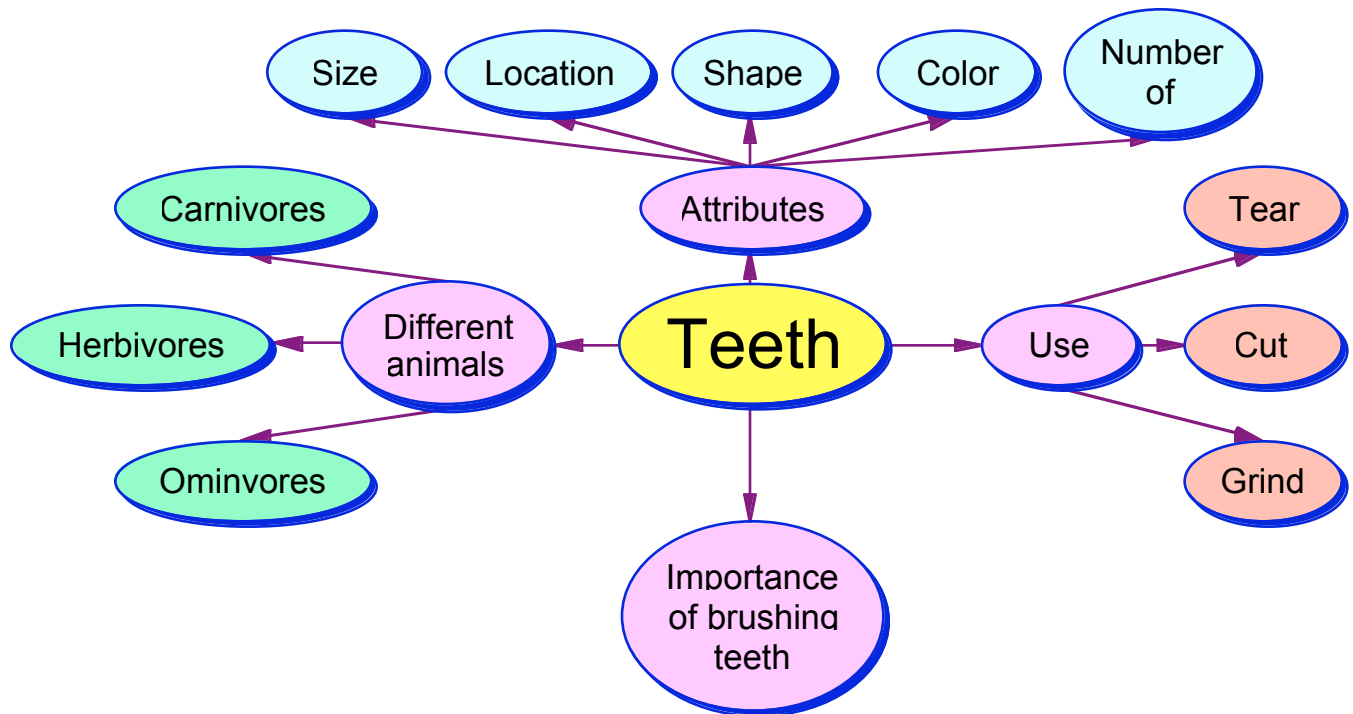 Size
Location
Shape
Color
Number
of
Carnivores
Attributes
Tear
Herbivores
Different
animals
Teeth
Use
Cut
Ominvores
Grind
Importance
of brushing
teeth